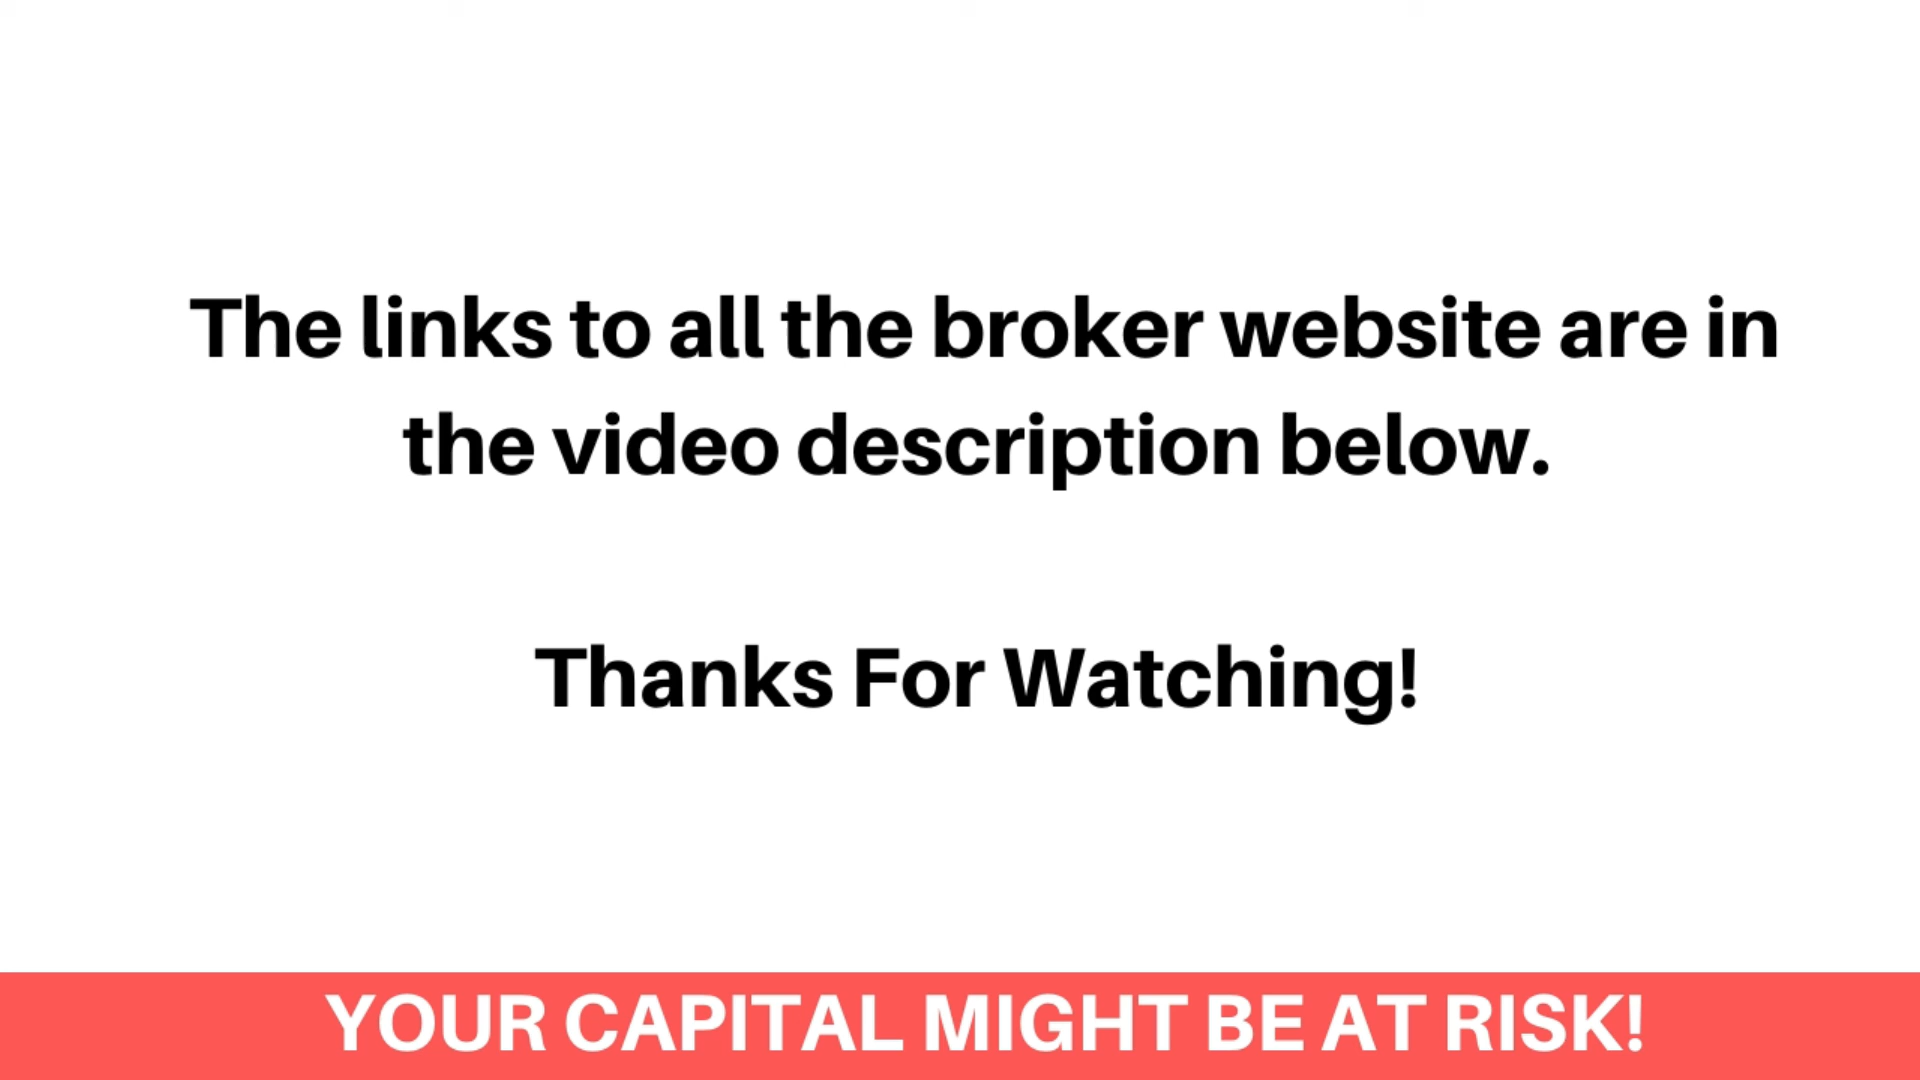 The links to all the broker website are in
the video description below.
Thanks For Watching!
YOUR CAPITAL MIGHT BE AT RISK!